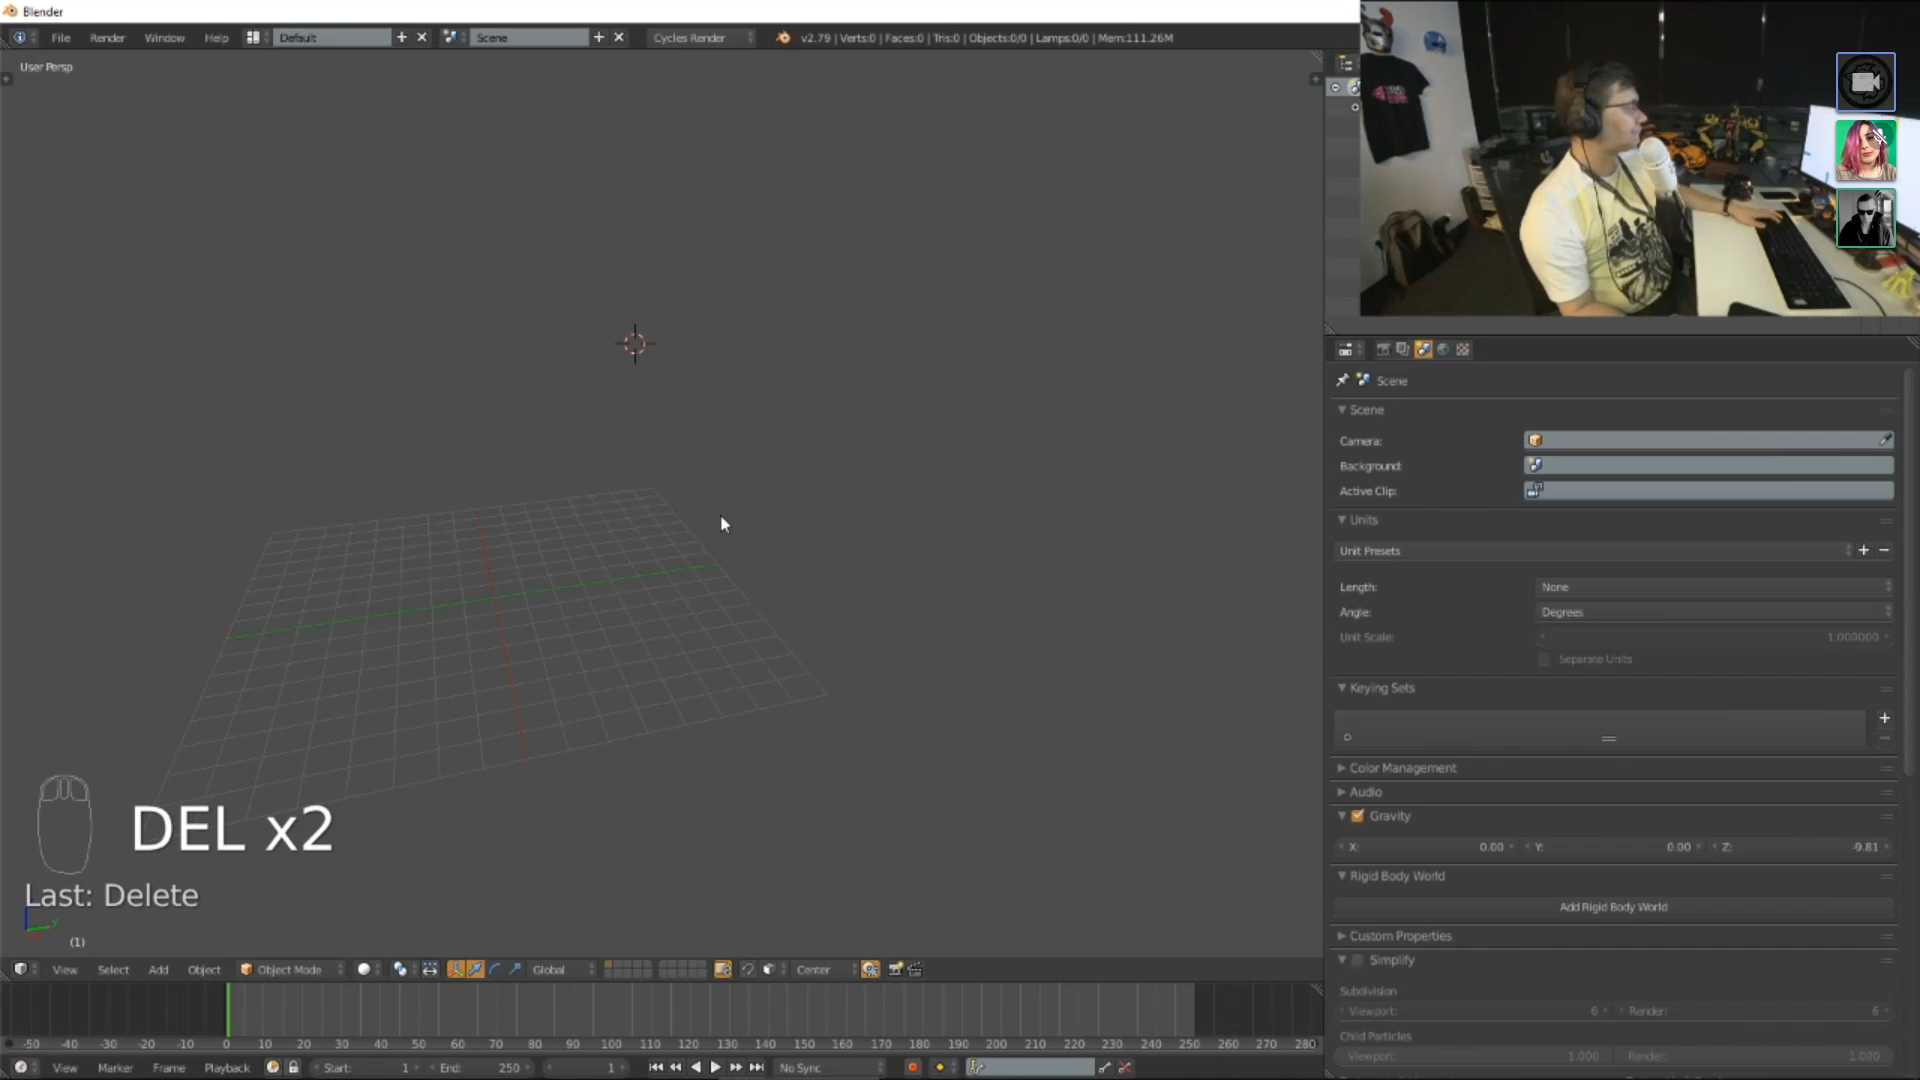 Blender
File Render Window Help Default Scene Cycles Render v2.79 | Verts:0 | Faces:0 | Tris:0 | Objects:0/0 | Lamps:0/0 | Mem:111.26M
User Persp
Scene
Scene
Camera:
Background:
Active Clip:
Units
Unit Presets
Length: None
Angle: Degrees
Unit Scale: 1.000000
Separate Units
Keying Sets
Color Management
Audio
Gravity
X: 0.00 Y: 0.00 Z: -9.81
Rigid Body World
Add Rigid Body World
Custom Properties
Simplify
Subdivision
Viewport: 6 Render: 6
Child Particles
Viewport: 1.000 Render: 1.000
DEL x2
Last: Delete
y
(1)
View Select Add Object Object Mode Global Center
-50 -40 -30 -20 -10 0 10 20 30 40 50 60 70 80 90 100 110 120 130 140 150 160 170 180 190 200 210 220 230 240 250 260 270 280
View Marker Frame Playback Start: 1 End: 250 1 No Sync